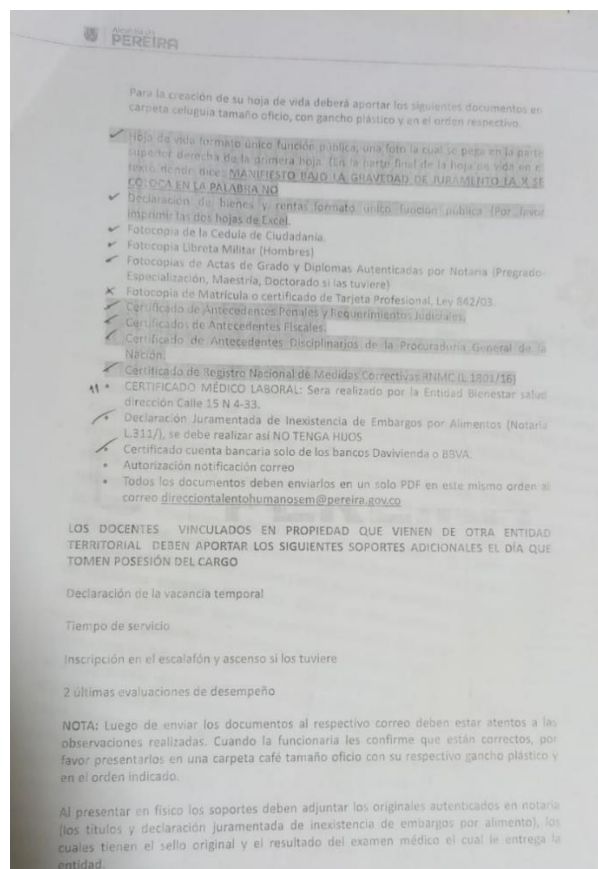 Alcaldía de
PEREIRA
Para la creación de su hoja de vida deberá aportar los siguientes documentos en
carpeta celuguia tamaño oficio, con gancho plástico y en el orden respectivo.
Hoja de vida formato único función pública, una foto la cual se pega en la parte
superior derecha de la primera hoja. En la parte final de la hoja de vida en el
texto donde dice: MANIFIESTO BAJO LA GRAVEDAD DE JURAMENTO LA X SE
COLOCA EN LA PALABRA NO
Declaración de bienes y rentas formato único función pública (Por favor
imprimir las dos hojas de Excel.
Fotocopia de la Cedula de Ciudadanía.
Fotocopia Libreta Militar (Hombres)
Fotocopias de Actas de Grado y Diplomas Autenticadas por Notaria (Pregrado-
Especialización, Maestría, Doctorado si las tuviere)
Fotocopia de Matrícula o certificado de Tarjeta Profesional, Ley 842/03
Certificado de Antecedentes Penales y Requerimientos Judiciales.
Certificados de Antecedentes Fiscales.
Certificado de Antecedentes Disciplinarios de la Procuraduría General de la
Nación.
Certificado de Registro Nacional de Medidas Correctivas RNMC (L 1801/16)
11 • CERTIFICADO MÉDICO LABORAL: Sera realizado por la Entidad Bienestar salud
dirección Calle 15 N 4-33.
• Declaración Juramentada de Inexistencia de Embargos por Alimentos (Notaria
L.311/), se debe realizar así NO TENGA HIJOS
• Certificado cuenta bancaria solo de los bancos Davivienda o BBVA.
• Autorización notificación correo
• Todos los documentos deben enviarlos en un solo PDF en este mismo orden al
correo direcciontalentohumanosem@pereira.gov.co
LOS DOCENTES VINCULADOS EN PROPIEDAD QUE VIENEN DE OTRA ENTIDAD
TERRITORIAL DEBEN APORTAR LOS SIGUIENTES SOPORTES ADICIONALES EL DÍA QUE
TOMEN POSESIÓN DEL CARGO
Declaración de la vacancia temporal
Tiempo de servicio
Inscripción en el escalafón y ascenso si los tuviere
2 últimas evaluaciones de desempeño
NOTA: Luego de enviar los documentos al respectivo correo deben estar atentos a las
observaciones realizadas. Cuando la funcionaria les confirme que están correctos, por
favor presentarlos en una carpeta café tamaño oficio con su respectivo gancho plástico y
en el orden indicado.
Al presentar en físico los soportes deben adjuntar los originales autenticados en notaría
(los títulos y declaración juramentada de inexistencia de embargos por alimento), los
cuales tienen el sello original y el resultado del examen médico el cual le entrega la
entidad.